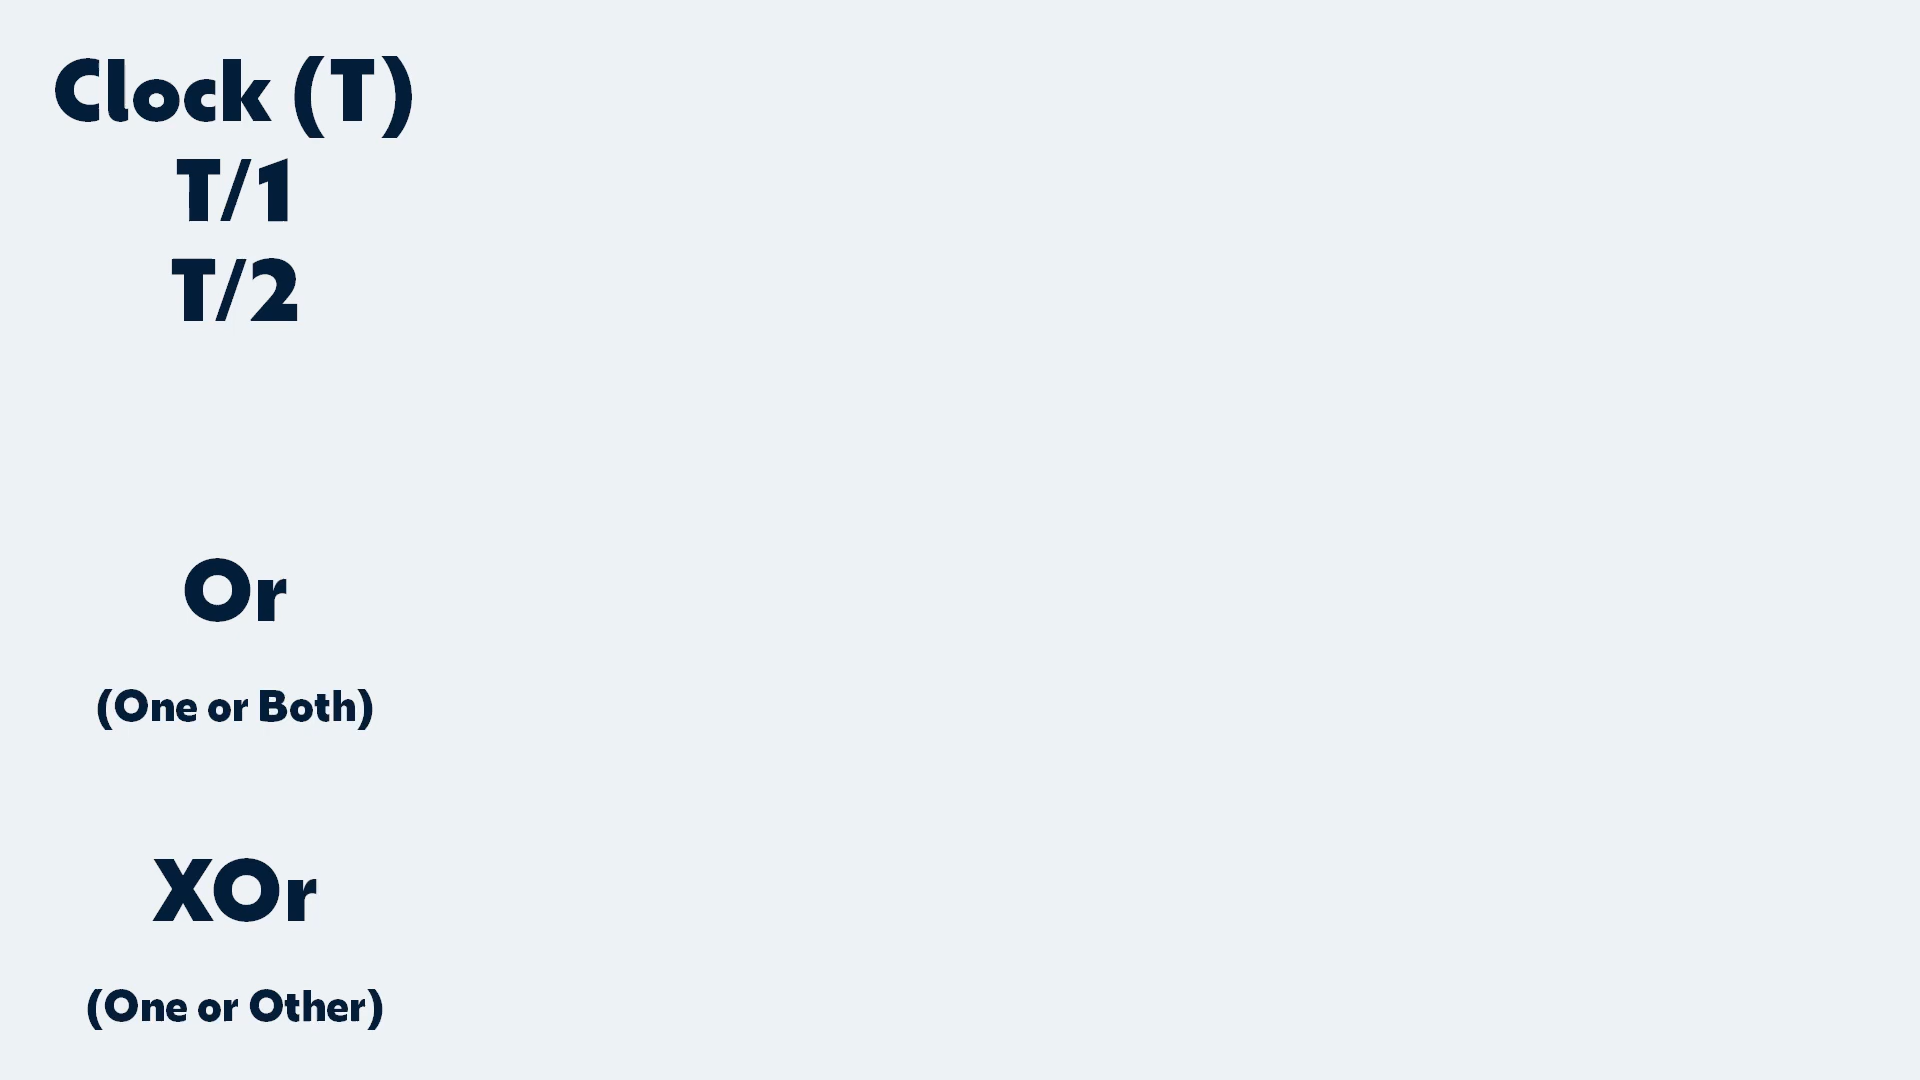 Clock (T)
T/1
T/2
Or
(One or Both)
XOr
(One or Other)